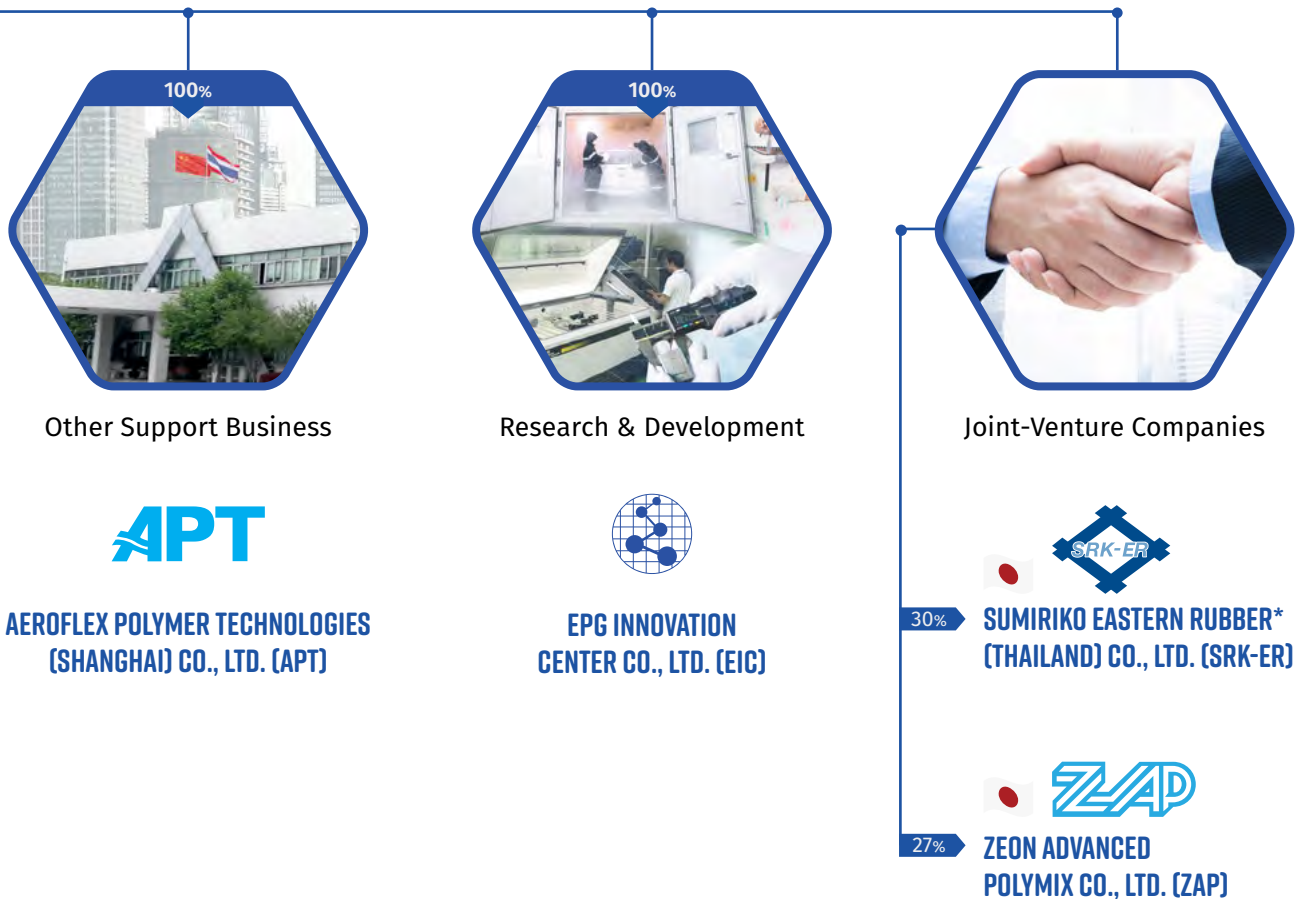 100%
Other Support Business
APT
AEROFLEX POLYMER TECHNOLOGIES
(SHANGHAI) CO., LTD. (APT)
100%
Research & Development
EPG INNOVATION
CENTER CO., LTD. (EIC)
Joint-Venture Companies
SRK-ER
30%
SUMIRIKO EASTERN RUBBER*
(THAILAND) CO., LTD. (SRK-ER)
ZAP
27%
ZEON ADVANCED
POLYMIX CO., LTD. (ZAP)